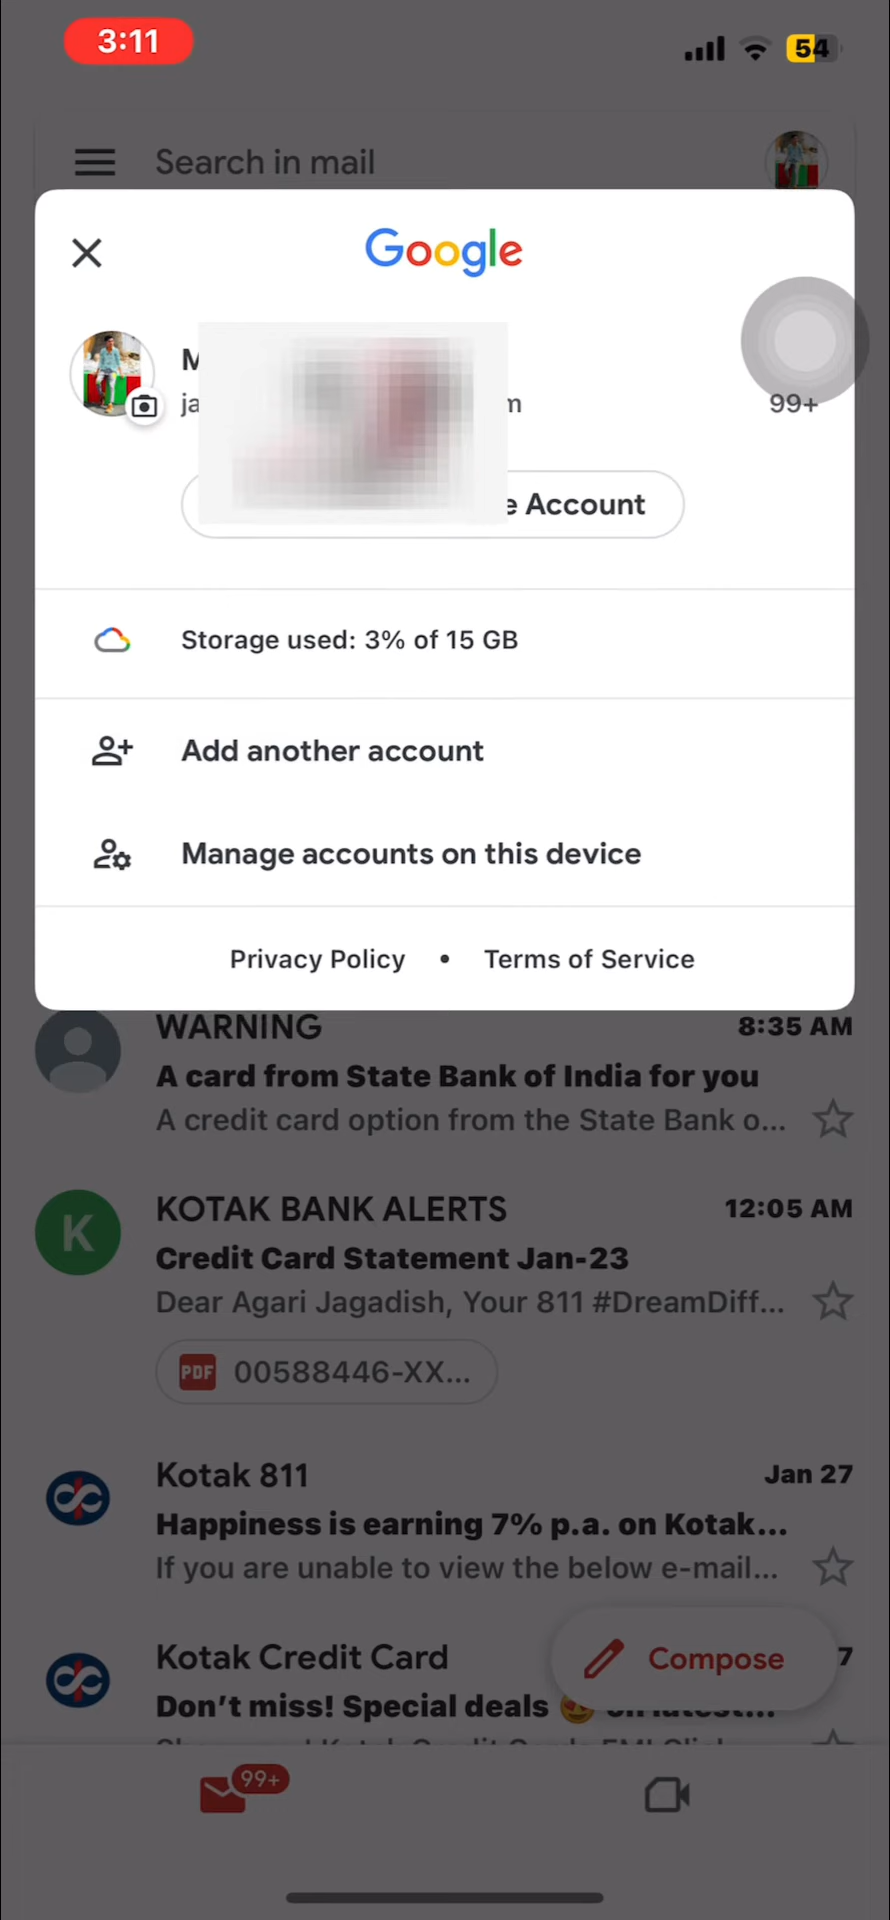 3:11
54
Search in mail
Google
M
ja m
99+
e Account
Storage used: 3% of 15 GB
Add another account
Manage accounts on this device
Privacy Policy • Terms of Service
WARNING 8:35 AM
A card from State Bank of India for you
A credit card option from the State Bank o...
K
KOTAK BANK ALERTS 12:05 AM
Credit Card Statement Jan-23
Dear Agari Jagadish, Your 811 #DreamDiff...
PDF 00588446-XX...
Kotak 811 Jan 27
Happiness is earning 7% p.a. on Kotak...
If you are unable to view the below e-mail...
Kotak Credit Card 7
Compose
Don't miss! Special deals 😍 on latest...
99+